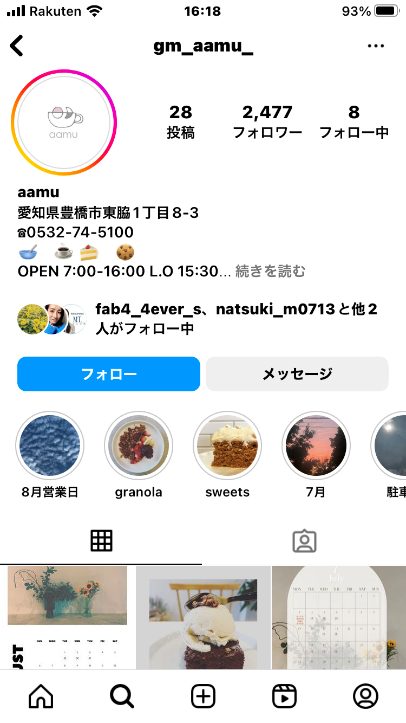 Rakuten 16:18 93%
gm_aamu_
aamu
28 2,477 8
投稿 フォロワー フォロー中
aamu
愛知県豊橋市東脇1丁目8-3
☎0532-74-5100
OPEN 7:00-16:00 L.O 15:30... 続きを読む
fab4_4ever_s、natsuki_m0713と他2
人がフォロー中
フォロー メッセージ
8月営業日 granola sweets 7月 駐車
UST